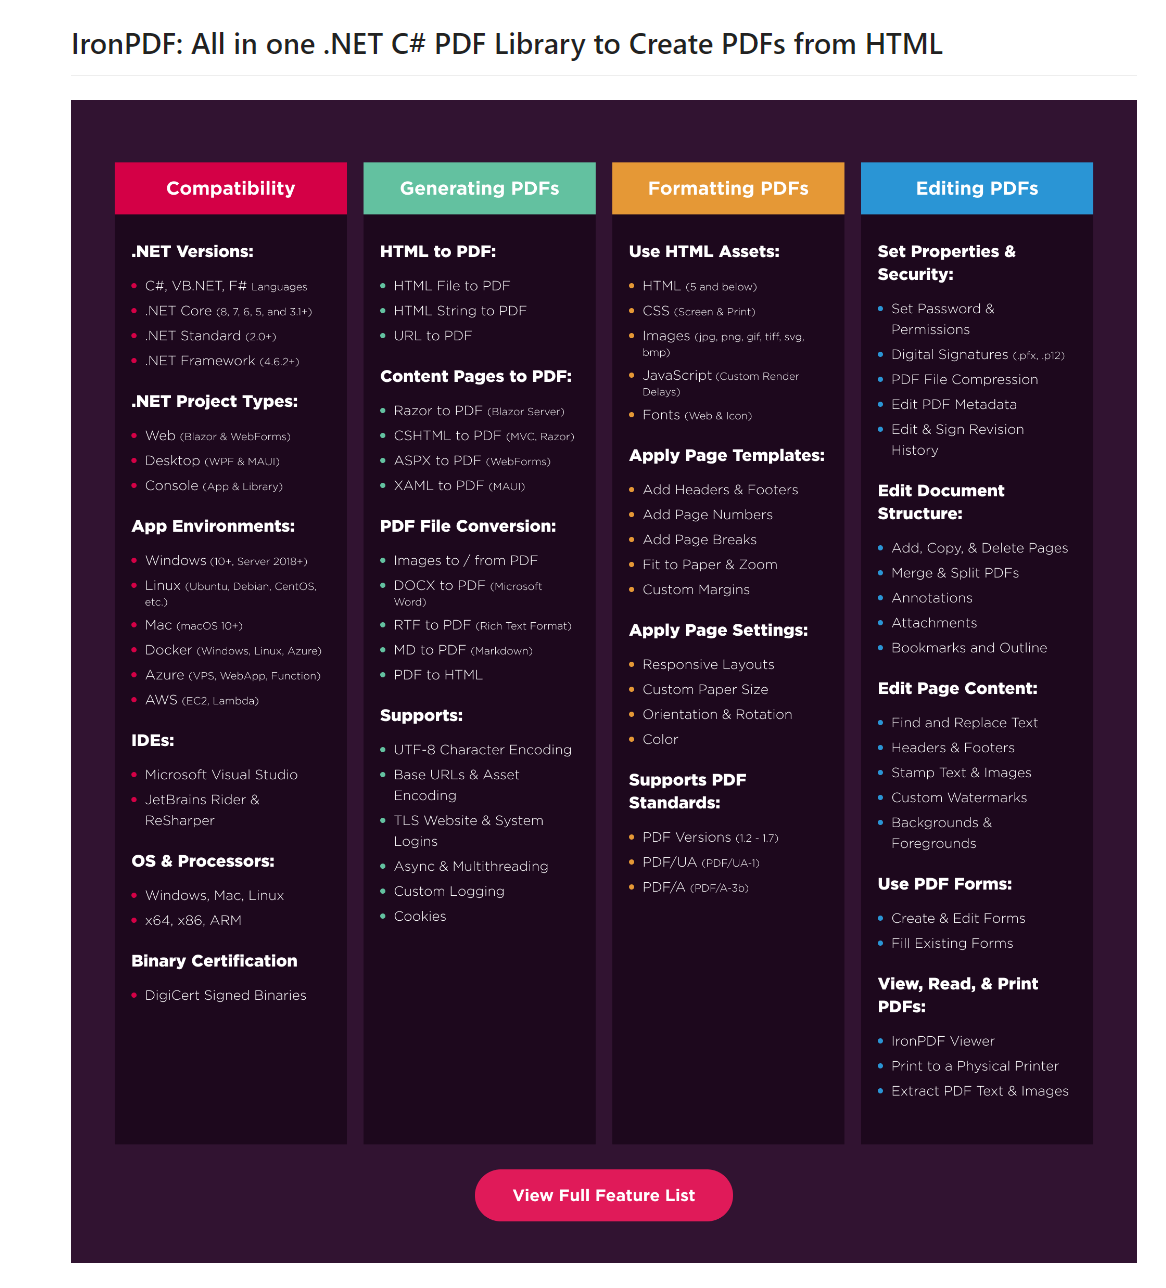 IronPDF: All in one .NET C# PDF Library to Create PDFs from HTML
Compatibility
.NET Versions:
C#, VB.NET, F# Languages
.NET Core (8, 7, 6, 5, and 3.1+)
.NET Standard (2.0+)
.NET Framework (4.6.2+)
.NET Project Types:
Web (Blazor & WebForms)
Desktop (WPF & MAUI)
Console (App & Library)
App Environments:
Windows (10+, Server 2018+)
Linux (Ubuntu, Debian, CentOS,
etc.)
Mac (macOS 10+)
Docker (Windows, Linux, Azure)
Azure (VPS, WebApp, Function)
AWS (EC2, Lambda)
IDEs:
Microsoft Visual Studio
JetBrains Rider &
ReSharper
OS & Processors:
Windows, Mac, Linux
x64, x86, ARM
Binary Certification
DigiCert Signed Binaries
Generating PDFs
HTML to PDF:
HTML File to PDF
HTML String to PDF
URL to PDF
Content Pages to PDF:
Razor to PDF (Blazor Server)
CSHTML to PDF (MVC, Razor)
ASPX to PDF (WebForms)
XAML to PDF (MAUI)
PDF File Conversion:
Images to / from PDF
DOCX to PDF (Microsoft
Word)
RTF to PDF (Rich Text Format)
MD to PDF (Markdown)
PDF to HTML
Supports:
UTF-8 Character Encoding
Base URLs & Asset
Encoding
TLS Website & System
Logins
Async & Multithreading
Custom Logging
Cookies
Formatting PDFs
Use HTML Assets:
HTML (5 and below)
CSS (Screen & Print)
Images (jpg, png, gif, tiff, svg,
bmp)
JavaScript (Custom Render
Delays)
Fonts (Web & Icon)
Apply Page Templates:
Add Headers & Footers
Add Page Numbers
Add Page Breaks
Fit to Paper & Zoom
Custom Margins
Apply Page Settings:
Responsive Layouts
Custom Paper Size
Orientation & Rotation
Color
Supports PDF
Standards:
PDF Versions (1.2 - 1.7)
PDF/UA (PDF/UA-1)
PDF/A (PDF/A-3b)
Editing PDFs
Set Properties &
Security:
Set Password &
Permissions
Digital Signatures (.pfx, .p12)
PDF File Compression
Edit PDF Metadata
Edit & Sign Revision
History
Edit Document
Structure:
Add, Copy, & Delete Pages
Merge & Split PDFs
Annotations
Attachments
Bookmarks and Outline
Edit Page Content:
Find and Replace Text
Headers & Footers
Stamp Text & Images
Custom Watermarks
Backgrounds &
Foregrounds
Use PDF Forms:
Create & Edit Forms
Fill Existing Forms
View, Read, & Print
PDFs:
IronPDF Viewer
Print to a Physical Printer
Extract PDF Text & Images
View Full Feature List